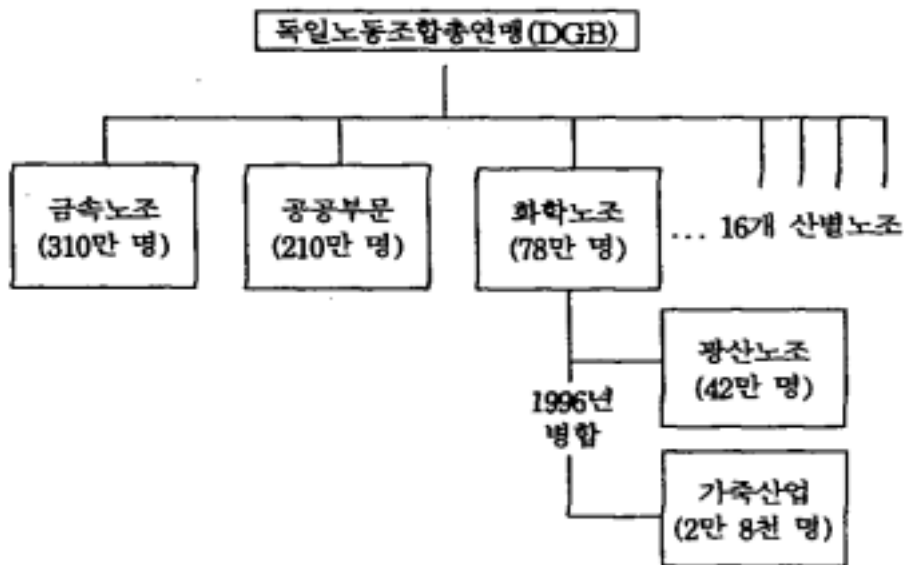 독일노동조합총연맹(DGB)
금속노조
(310만 명)
공공부문
(210만 명)
화학노조
(78만 명)
... 16개 산별노조
광산노조
(42만 명)
1996년
병합
가죽산업
(2만 8천 명)